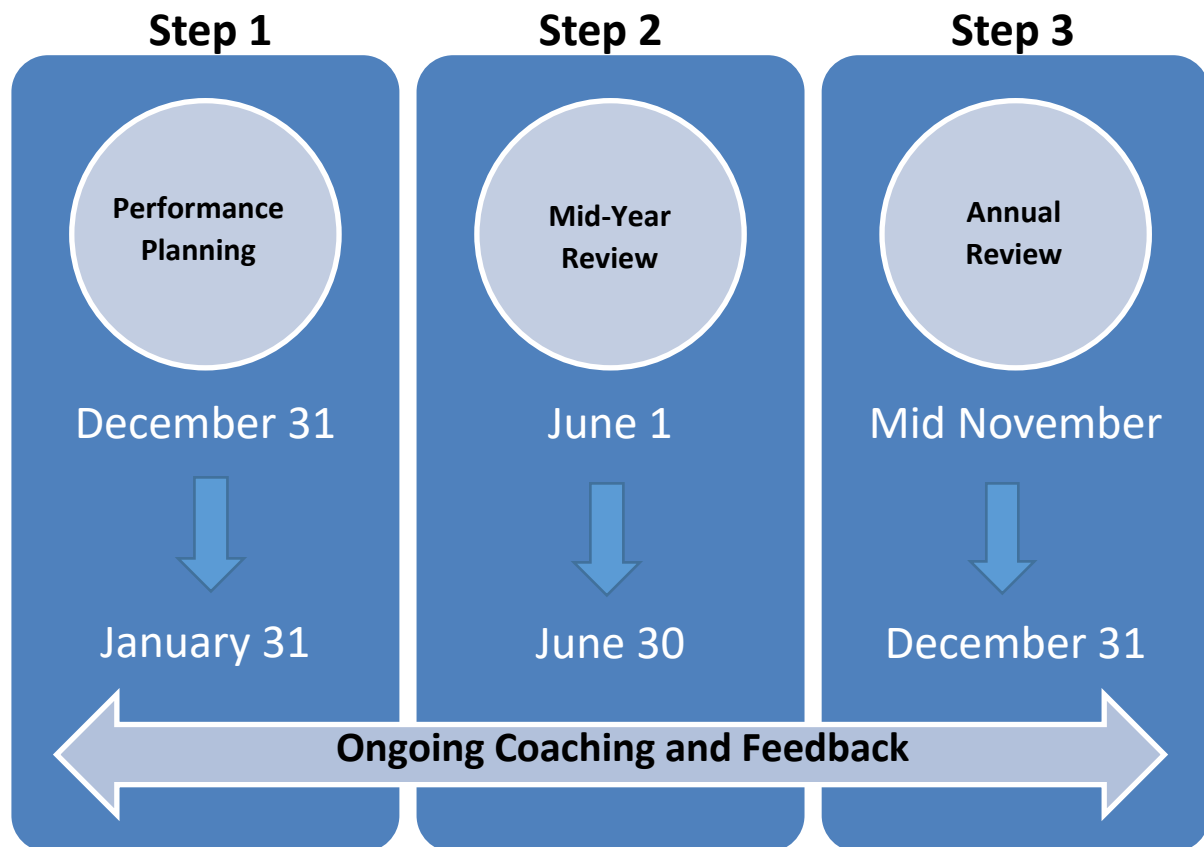 Step 1
Step 2
Step 3
Performance
Planning
Mid-Year
Review
Annual
Review
December 31
June 1
Mid November
January 31
June 30
December 31
Ongoing Coaching and Feedback